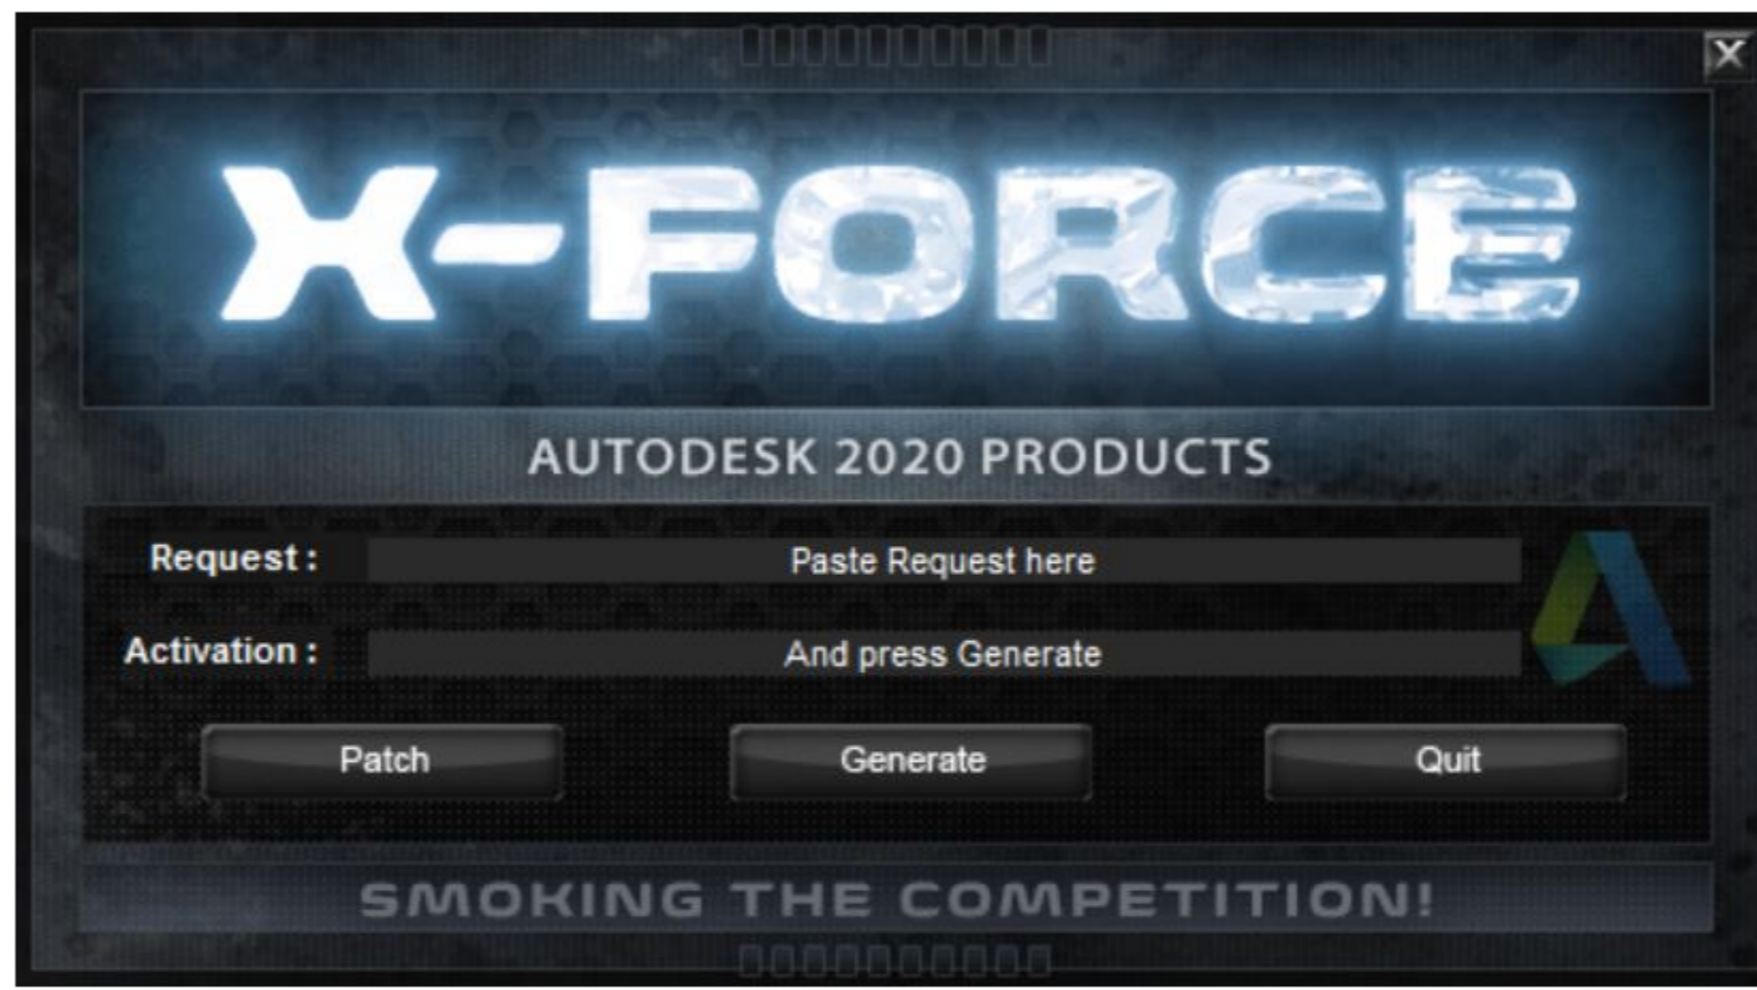 X-FORCE
AUTODESK 2020 PRODUCTS
Request : Paste Request here
Activation : And press Generate
Patch Generate Quit
SMOKING THE COMPETITION!